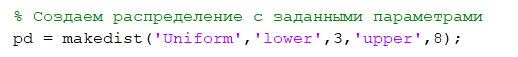 % Создаем распределение с заданными параметрами
pd = makedist('Uniform','lower',3,'upper',8);